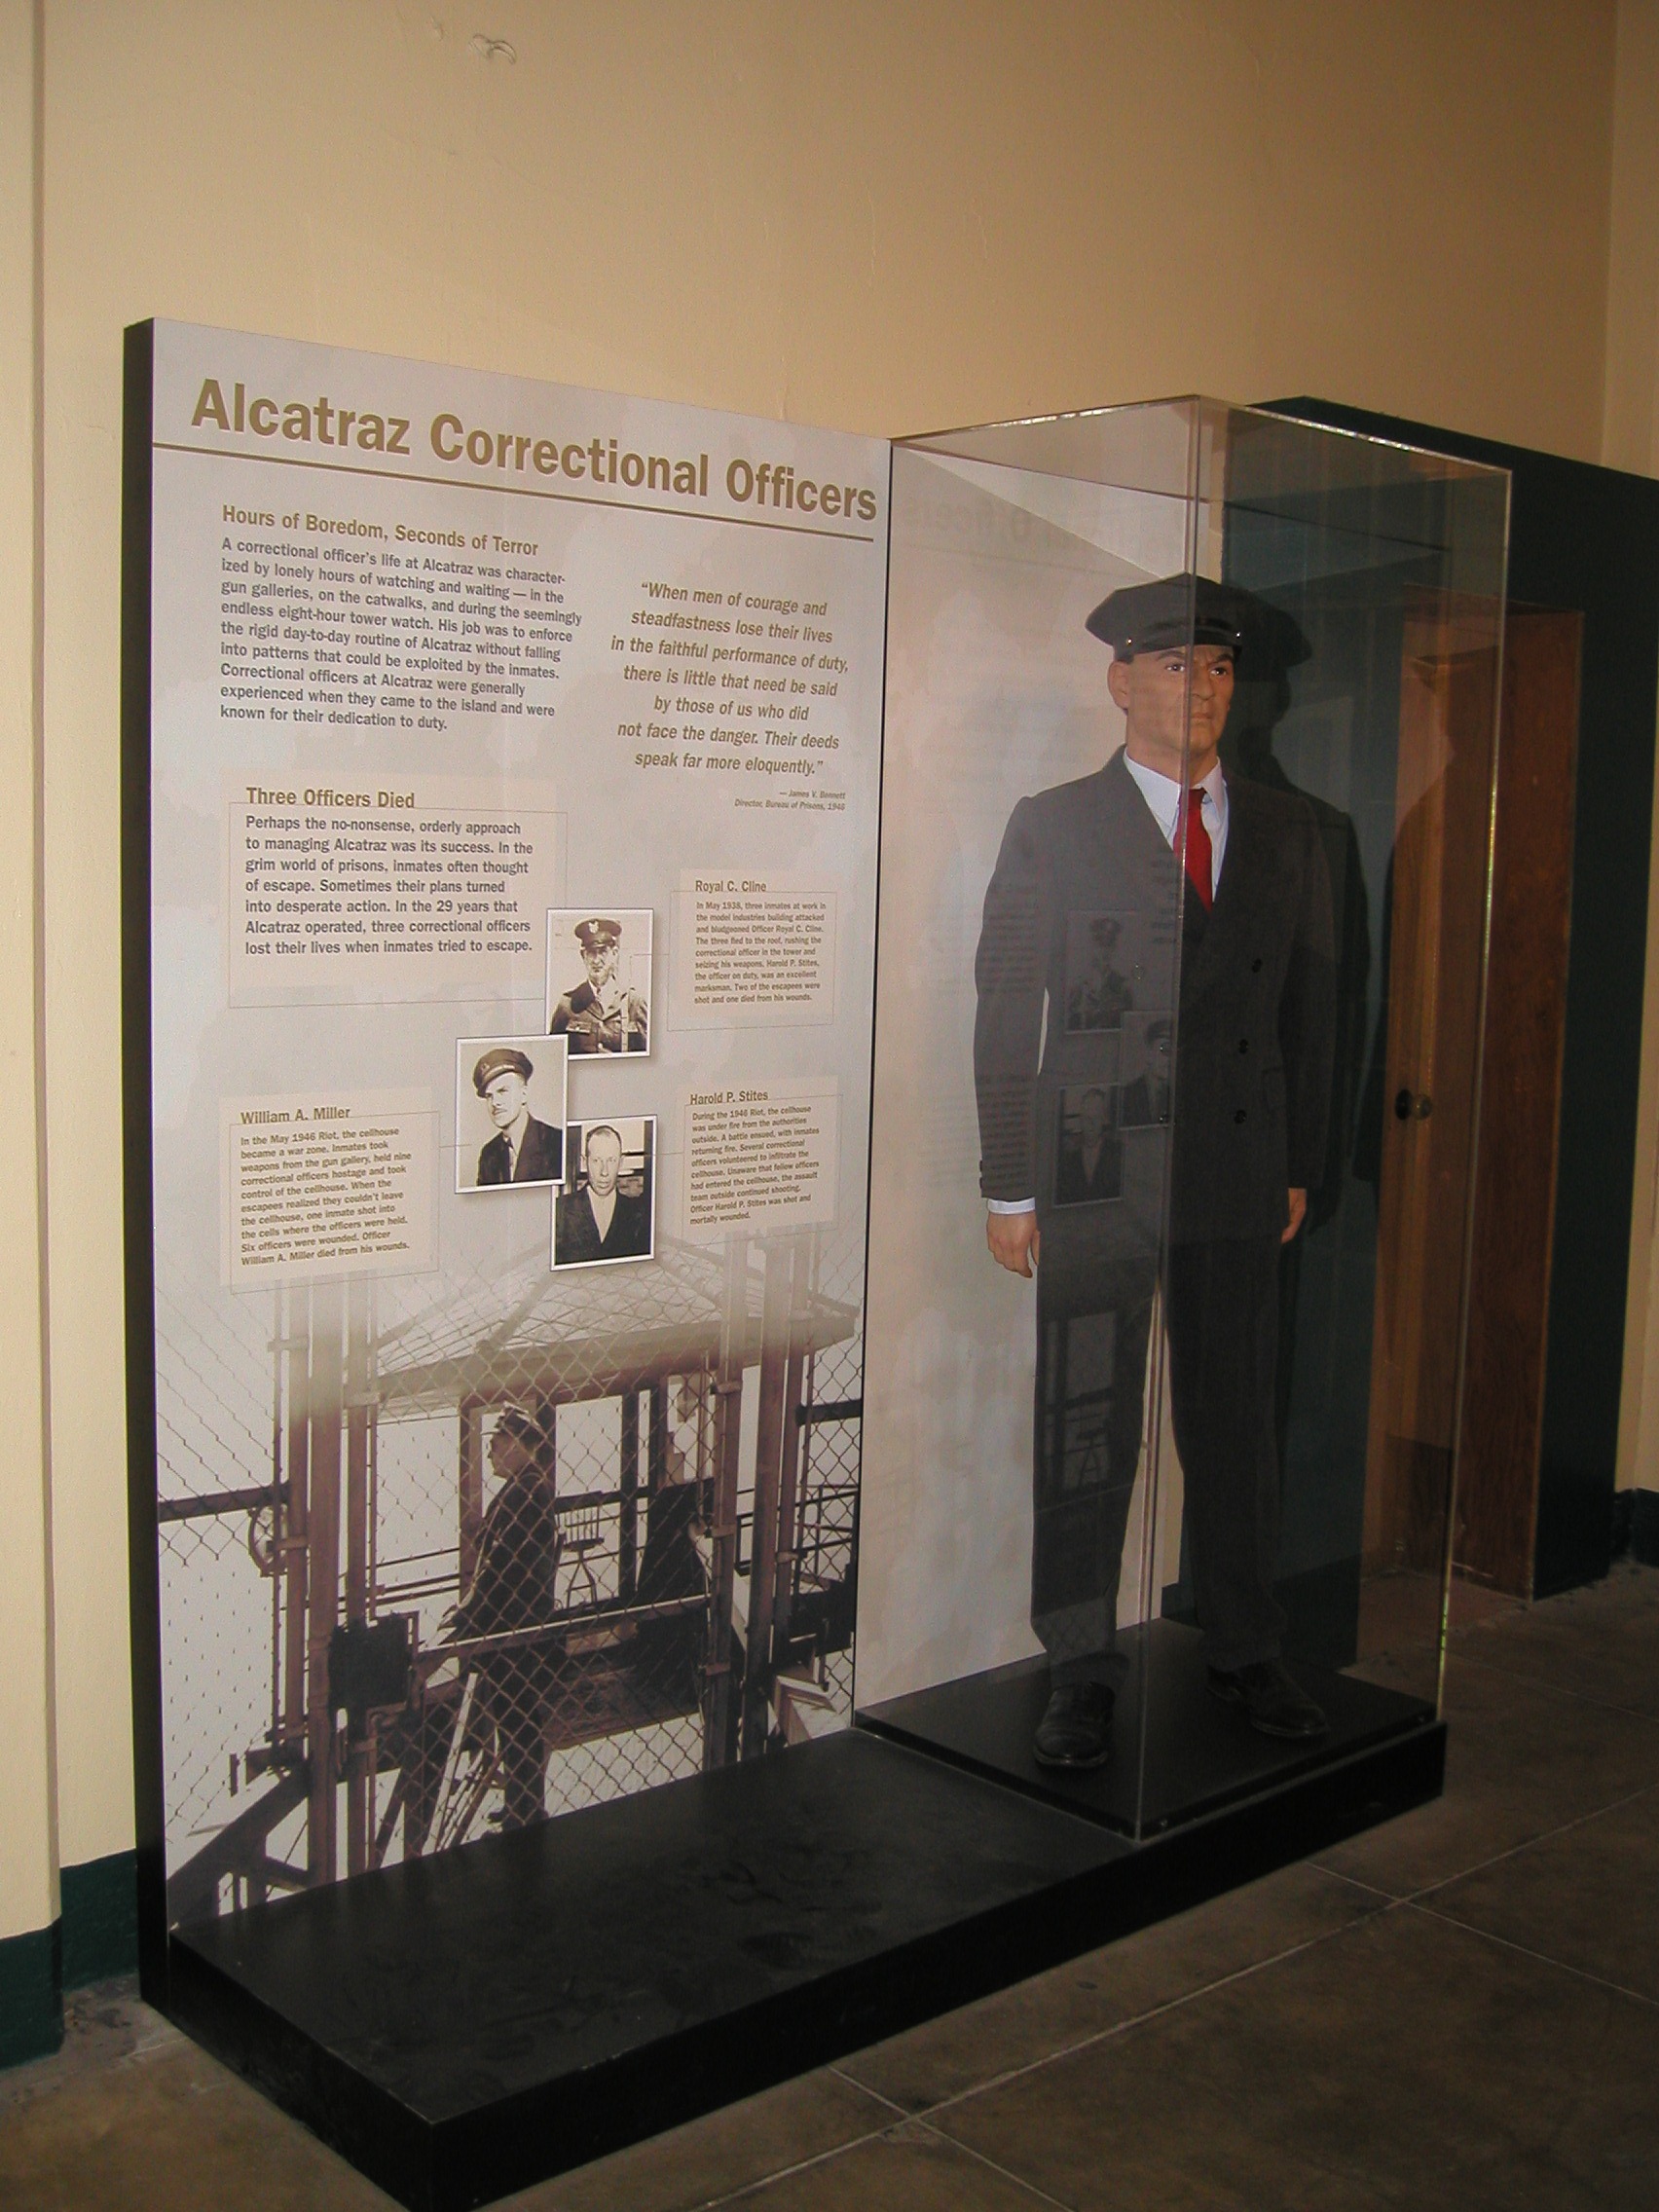 Alcatraz Correctional Officers
Hours of Boredom, Seconds of Terror
A correctional officer's life at Alcatraz was character-
ized by lonely hours of watching and waiting — in the
gun galleries, on the catwalks, and during the seemingly
endless eight-hour tower watch. His job was to enforce
the rigid day-to-day routine of Alcatraz without falling
into patterns that could be exploited by the inmates.
Correctional officers at Alcatraz were generally
experienced when they came to the island and were
known for their dedication to duty.
"When men of courage and
steadfastness lose their lives
in the faithful performance of duty,
there is little that need be said
by those of us who did
not face the danger. Their deeds
speak far more eloquently."
— James V. Bennett
Director, Bureau of Prisons, 1946
Three Officers Died
Perhaps the no-nonsense, orderly approach
to managing Alcatraz was its success. In the
grim world of prisons, inmates often thought
of escape. Sometimes their plans turned
into desperate action. In the 29 years that
Alcatraz operated, three correctional officers
lost their lives when inmates tried to escape.
Royal C. Cline
In May 1938, three inmates at work in
the model industries building attacked
and bludgeoned Officer Royal C. Cline.
The three fled to the roof, rushing the
correctional officer in the tower and
seizing his weapons. Harold P. Stites,
the officer on duty, was an excellent
marksman. Two of the escapees were
shot and one died from his wounds.
William A. Miller
In the May 1946 Riot, the cellhouse
became a war zone. Inmates took
weapons from the gun gallery, held nine
correctional officers hostage and took
control of the cellhouse. When the
escapees realized they couldn't leave
the cellhouse, one inmate shot into
the cells where the officers were held.
Six officers were wounded. Officer
William A. Miller died from his wounds.
Harold P. Stites
During the 1946 Riot, the cellhouse
was under fire from the authorities
outside. A battle ensued, with inmates
returning fire. Several correctional
officers volunteered to infiltrate the
cellhouse. Unaware that fellow officers
had entered the cellhouse, the assault
team outside continued shooting.
Officer Harold P. Stites was shot and
mortally wounded.